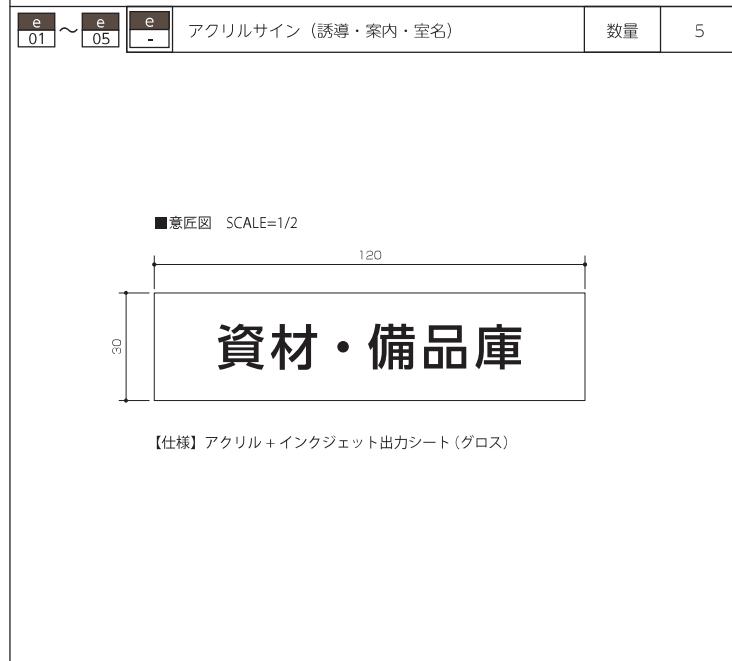 e e e アクリルサイン（誘導・案内・室名） 数量 5
01 ～ 05 -
■意匠図 SCALE=1/2
120
30
資材・備品庫
【仕様】アクリル + インクジェット出力シート（グロス）